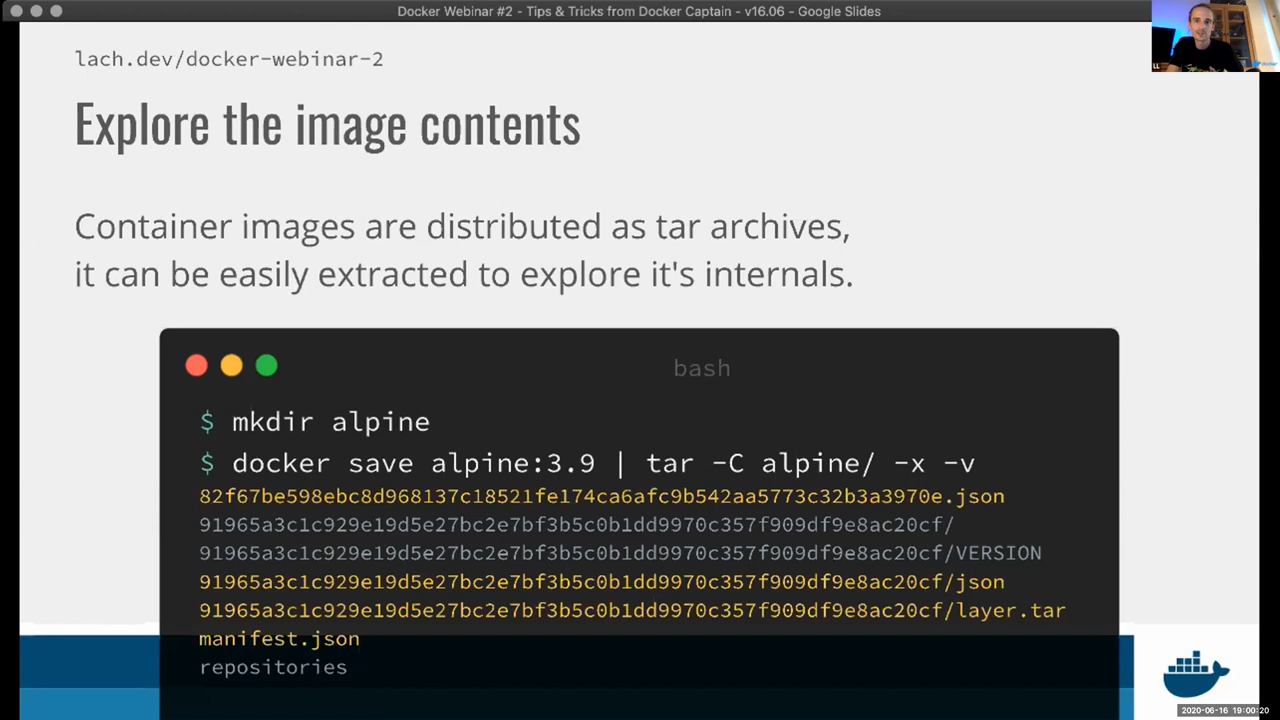 Docker Webinar #2 - Tips & Tricks from Docker Captain - v16.06 - Google Slides
lach.dev/docker-webinar-2
LL
docker
Explore the image contents
Container images are distributed as tar archives,
it can be easily extracted to explore it's internals.
bash
$ mkdir alpine
$ docker save alpine:3.9 | tar -C alpine/ -x -v
82f67be598ebc8d968137c18521fe174ca6afc9b542aa5773c32b3a3970e.json
91965a3c1c929e19d5e27bc2e7bf3b5c0b1dd9970c357f909df9e8ac20cf/
91965a3c1c929e19d5e27bc2e7bf3b5c0b1dd9970c357f909df9e8ac20cf/VERSION
91965a3c1c929e19d5e27bc2e7bf3b5c0b1dd9970c357f909df9e8ac20cf/json
91965a3c1c929e19d5e27bc2e7bf3b5c0b1dd9970c357f909df9e8ac20cf/layer.tar
manifest.json
repositories
2020-06-16 19:00:20